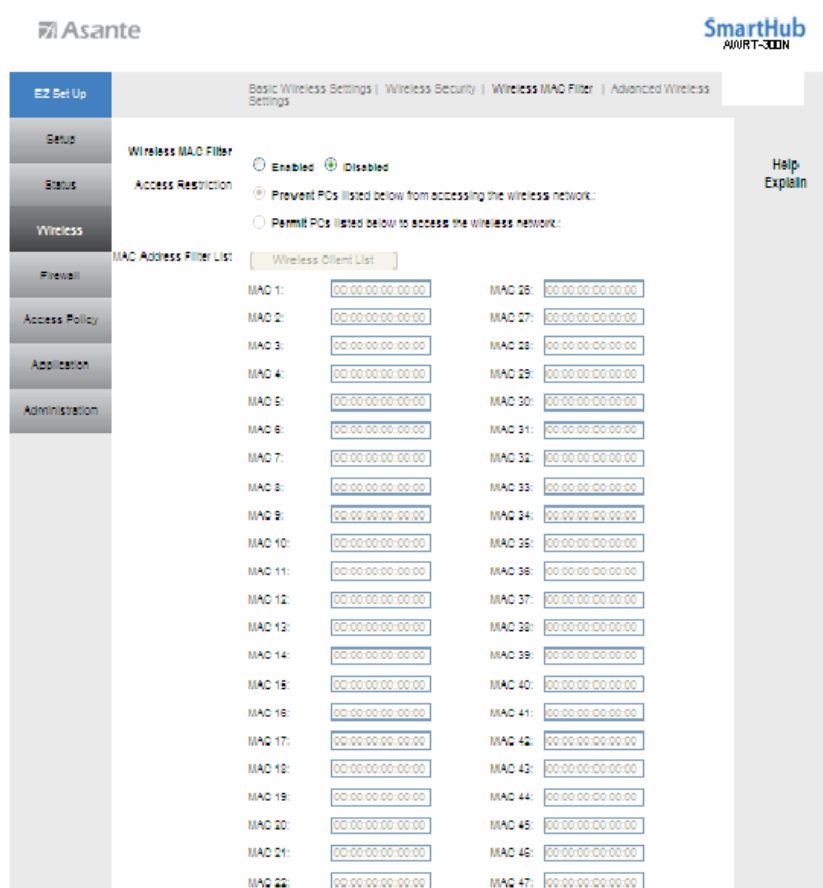 Asante
SmartHub
AWRT-300N
EZ Set Up
Basic Wireless Settings | Wireless Security | Wireless MAC Filter | Advanced Wireless
Settings
Setup
Status
Wireless
Firewall
Access Policy
Application
Administration
Help
Explain
Wireless MAC Filter
Enabled Disabled
Access Restriction
Prevent PCs listed below from accessing the wireless network.:
Permit PCs listed below to access the wireless network.:
MAC Address Filter List
Wireless Client List
MAC 1: 00:00:00:00:00:00 MAC 26: 00:00:00:00:00:00
MAC 2: 00:00:00:00:00:00 MAC 27: 00:00:00:00:00:00
MAC 3: 00:00:00:00:00:00 MAC 28: 00:00:00:00:00:00
MAC 4: 00:00:00:00:00:00 MAC 29: 00:00:00:00:00:00
MAC 5: 00:00:00:00:00:00 MAC 30: 00:00:00:00:00:00
MAC 6: 00:00:00:00:00:00 MAC 31: 00:00:00:00:00:00
MAC 7: 00:00:00:00:00:00 MAC 32: 00:00:00:00:00:00
MAC 8: 00:00:00:00:00:00 MAC 33: 00:00:00:00:00:00
MAC 9: 00:00:00:00:00:00 MAC 34: 00:00:00:00:00:00
MAC 10: 00:00:00:00:00:00 MAC 35: 00:00:00:00:00:00
MAC 11: 00:00:00:00:00:00 MAC 36: 00:00:00:00:00:00
MAC 12: 00:00:00:00:00:00 MAC 37: 00:00:00:00:00:00
MAC 13: 00:00:00:00:00:00 MAC 38: 00:00:00:00:00:00
MAC 14: 00:00:00:00:00:00 MAC 39: 00:00:00:00:00:00
MAC 15: 00:00:00:00:00:00 MAC 40: 00:00:00:00:00:00
MAC 16: 00:00:00:00:00:00 MAC 41: 00:00:00:00:00:00
MAC 17: 00:00:00:00:00:00 MAC 42: 00:00:00:00:00:00
MAC 18: 00:00:00:00:00:00 MAC 43: 00:00:00:00:00:00
MAC 19: 00:00:00:00:00:00 MAC 44: 00:00:00:00:00:00
MAC 20: 00:00:00:00:00:00 MAC 45: 00:00:00:00:00:00
MAC 21: 00:00:00:00:00:00 MAC 46: 00:00:00:00:00:00
MAC 22: 00:00:00:00:00:00 MAC 47: 00:00:00:00:00:00